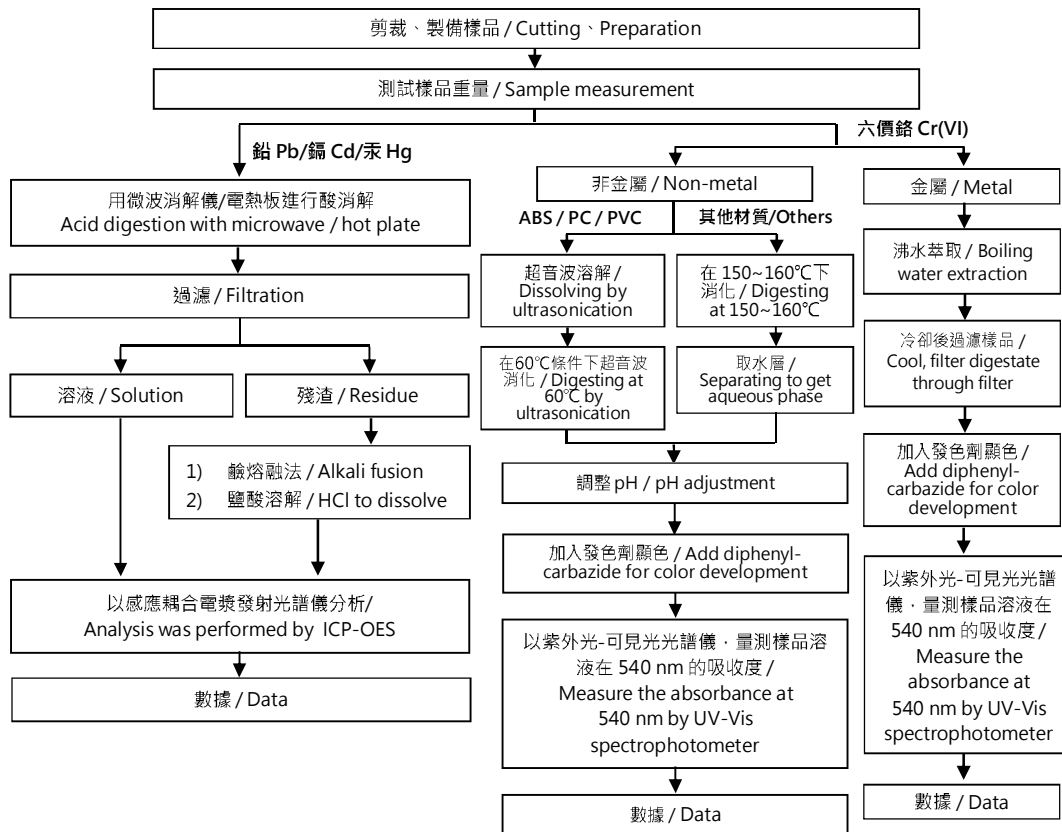 剪裁、製備樣品 / Cutting、Preparation
測試樣品重量 / Sample measurement
鉛 Pb/鎘 Cd/汞 Hg
六價鉻 Cr(VI)
用微波消解儀/電熱板進行酸消解
Acid digestion with microwave / hot plate
過濾 / Filtration
溶液 / Solution
殘渣 / Residue
1) 鹼熔融法 / Alkali fusion
2) 鹽酸溶解 / HCl to dissolve
以感應耦合電漿發射光譜儀分析/
Analysis was performed by ICP-OES
數據 / Data
非金屬 / Non-metal
ABS / PC / PVC
其他材質/Others
超音波溶解 /
Dissolving by
ultrasonication
在 150~160℃下
消化 / Digesting
at 150~160℃
在60℃條件下超音波
消化 / Digesting at
60℃ by
ultrasonication
取水層 /
Separating to get
aqueous phase
調整 pH / pH adjustment
加入發色劑顯色 / Add diphenyl-
carbazide for color development
以紫外光-可見光光譜儀，量測樣品溶
液在 540 nm 的吸收度 /
Measure the absorbance at
540 nm by UV-Vis
spectrophotometer
數據 / Data
金屬 / Metal
沸水萃取 / Boiling
water extraction
冷卻後過濾樣品 /
Cool, filter digestate
through filter
加入發色劑顯色 /
Add diphenyl-
carbazide for color
development
以紫外光-可見光光譜
儀，量測樣品溶液在
540 nm 的吸收度 /
Measure the
absorbance at
540 nm by UV-Vis
spectrophotometer
數據 / Data